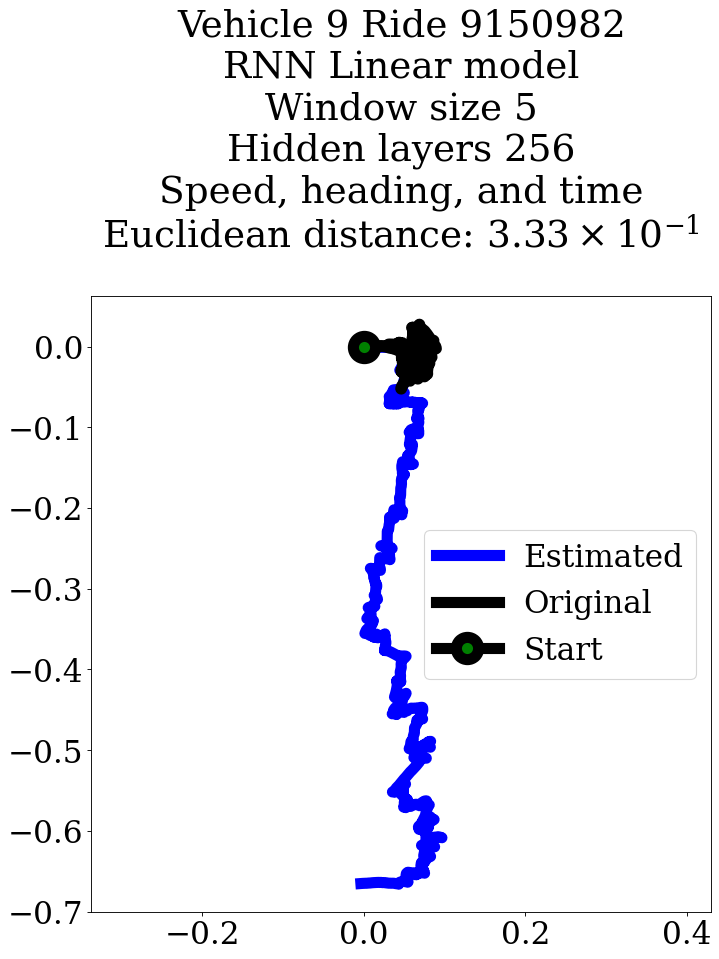 Vehicle 9 Ride 9150982
RNN Linear model
Window size 5
Hidden layers 256
Speed, heading, and time
Euclidean distance: 3.33 × 10⁻¹
0.0
−0.1
−0.2
−0.3
−0.4
−0.5
−0.6
−0.7
Estimated
Original
Start
−0.2
0.0
0.2
0.4